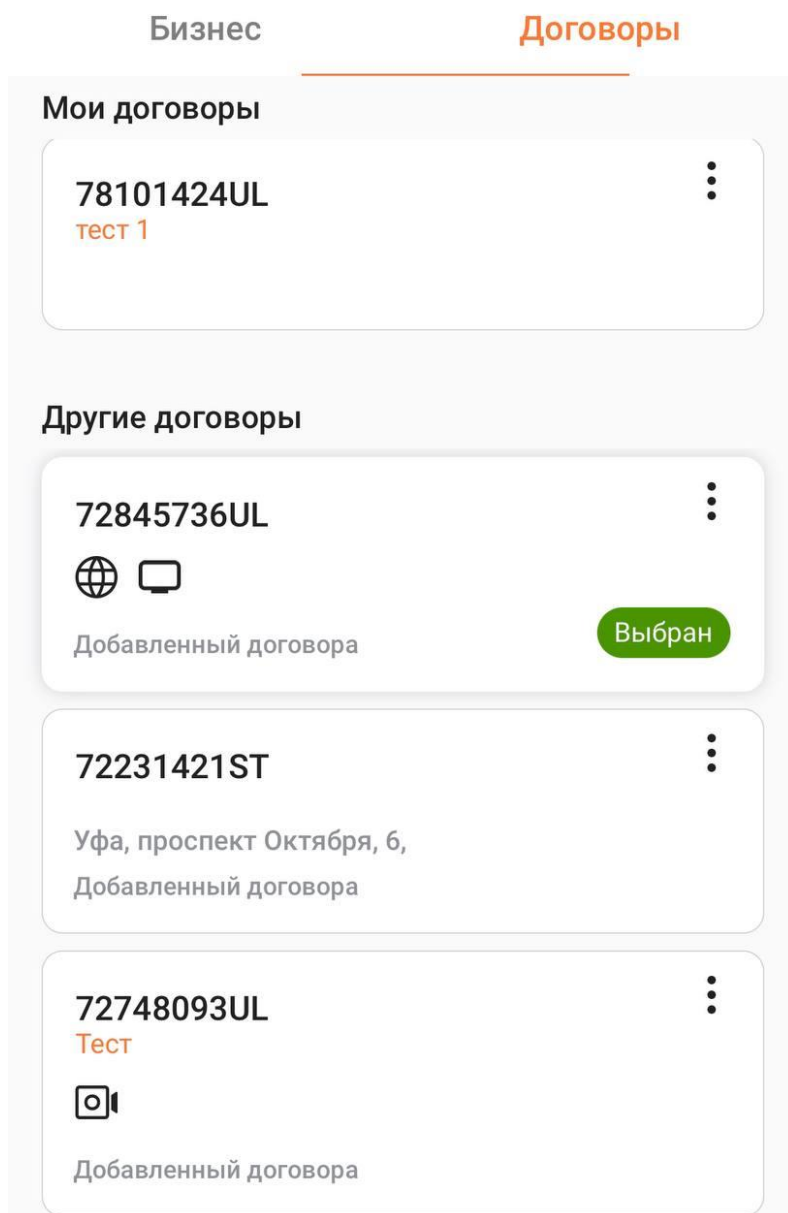 Бизнес Договоры
Мои договоры
78101424UL
тест 1
Другие договоры
72845736UL
Добавленный договора
Выбран
72231421ST
Уфа, проспект Октября, 6,
Добавленный договора
72748093UL
Тест
Добавленный договора